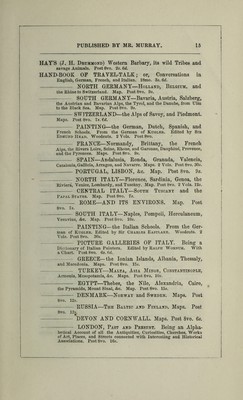 PUBLISHED BY MR. MURRAY. 15
HAY'S (J. H. Drummond) Western Barbary, its wild Tribes and
savage Animals. Post 8vo. 2s. 6d.
HAND-BOOK OF TRAVEL-TALK; or, Conversations in
English, German, French, and Italian. 18mo. 3s. 6d.
NORTH GERMANY—Holland, Belgium, and
the Rhine to Switzerland. Map. Post 8vo.
SOUTH GERMANY—Bavaria, Austria, Salzberg,
the Austrian and Bavarian Alps, the Tyrol, and the Danube, from Ulm
to the Black Sea. Map. Post 8vo. 9s.
SWITZERLAND—the Alps of Savoy, and Piedmont.
Maps. Post 8vo.
PAINTING—the German, Dutch, Spanish, and
French Schools. From the German of Kugler. Edited by Sir
Edmund Head. Woodcuts. 2 Vols. Post 8vo.
FRANCE—Normandy, Brittany, the French
Alps, the Rivers Loire, Seine, Rhone, and Garonne, Dauphiné, Provence,
and the Pyrenees. Maps. Post 8vo. 9s.
SPAIN—Andalusia, Ronda, Granada, Valencia,
Catalonia, Gallicia, Arragon, and Navarre. Maps. 2 Vols. Post 8vo. 20s.
PORTUGAL, LISBON, &c. Map. Post 8vo. 9s.
NORTH ITALY—Florence, Sardinia, Genoa, the
Riviera, Venice, Lombardy, and Tuscany. Map. Post 8vo. 2 Vols. 12s.
CENTRAL ITALY—South Tuscany and the
Papal States. Map. Post 8vo. 7s.
ROME—AND ITS ENVIRONS. Map. Post
8vo.
SOUTH ITALY—Naples, Pompeii, Herculaneum,
Vesuvius, &c. Map. Post 8vo. 10s.
PAINTING—the Italian Schools. From the Ger-
man of Kugler. Edited by Sir Charles Eastlake. Woodcuts. 2
Vols. Post 8vo. 30s.
PICTURE GALLERIES OF ITALY. Being a
Dictionary of Italian Painters. Edited by Ralph Wornum. With
a Chart. Post 8vo. 6s. 6d.
GREECE—the Ionian Islands, Albania, Thessaly,
and Macedonia. Maps. Post 8vo. 15s.
TURKEY—Malta, Asia Minor, Constantinople,
Armenia, Mesopotamia, &c. Maps. Post 8vo.
EGYPT—Thebes, the Nile, Alexandria, Cairo,
the Pyramids, Mount Sinai, &c. Map. Post 8vo. 15s.
DENMARK—Norway and Sweden. Maps. Post
8vo. 12s.
RUSSIA—The Baltic and Finland. Maps. Post
8vo. 12s.
DEVON AND CORNWALL. Maps. Post 8vo. 6s.
LONDON, Past and Present. Being an Alpha-
betical Account of all the Antiquities, Curiosities, Churches, Works
of Art, Places, and Streets connected with Interesting and Historical
Associations. Post 8vo. 16s.